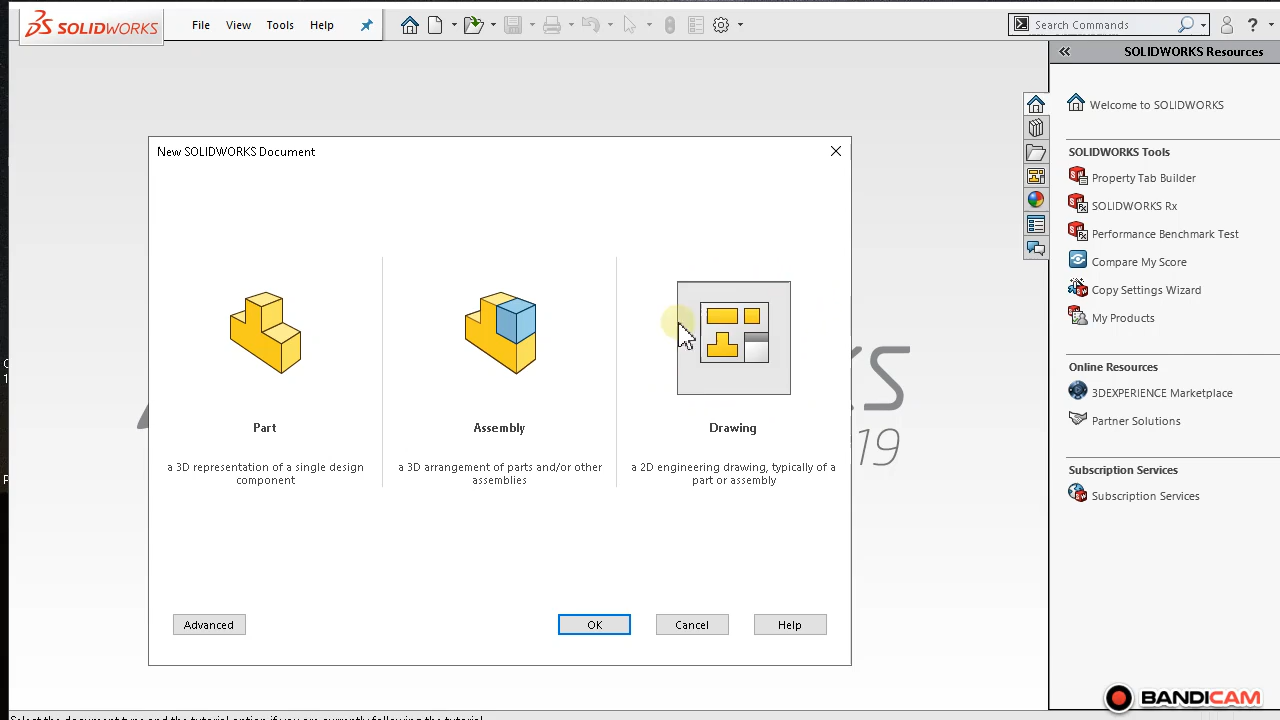 SOLIDWORKS
File View Tools Help
Search Commands
?
SOLIDWORKS Resources
Welcome to SOLIDWORKS
SOLIDWORKS Tools
Property Tab Builder
SOLIDWORKS Rx
Performance Benchmark Test
Compare My Score
Copy Settings Wizard
My Products
Online Resources
3DEXPERIENCE Marketplace
Partner Solutions
Subscription Services
Subscription Services
New SOLIDWORKS Document
Part
a 3D representation of a single design
component
Assembly
a 3D arrangement of parts and/or other
assemblies
Drawing
a 2D engineering drawing, typically of a
part or assembly
KS
19
Advanced
OK
Cancel
Help
BANDICAM